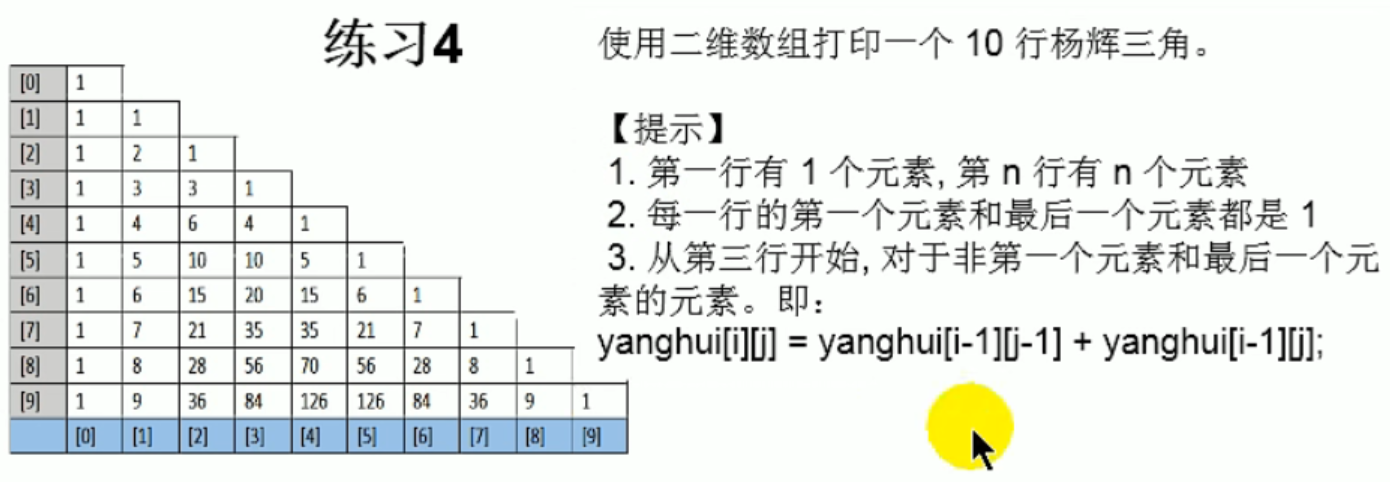 练习4
使用二维数组打印一个 10 行杨辉三角。
【提示】
1. 第一行有 1 个元素, 第 n 行有 n 个元素
2. 每一行的第一个元素和最后一个元素都是 1
3. 从第三行开始, 对于非第一个元素和最后一个元
素的元素。即：
yanghui[i][j] = yanghui[i-1][j-1] + yanghui[i-1][j];
[0] 1
[1] 1 1
[2] 1 2 1
[3] 1 3 3 1
[4] 1 4 6 4 1
[5] 1 5 10 10 5 1
[6] 1 6 15 20 15 6 1
[7] 1 7 21 35 35 21 7 1
[8] 1 8 28 56 70 56 28 8 1
[9] 1 9 36 84 126 126 84 36 9 1
[0] [1] [2] [3] [4] [5] [6] [7] [8] [9]